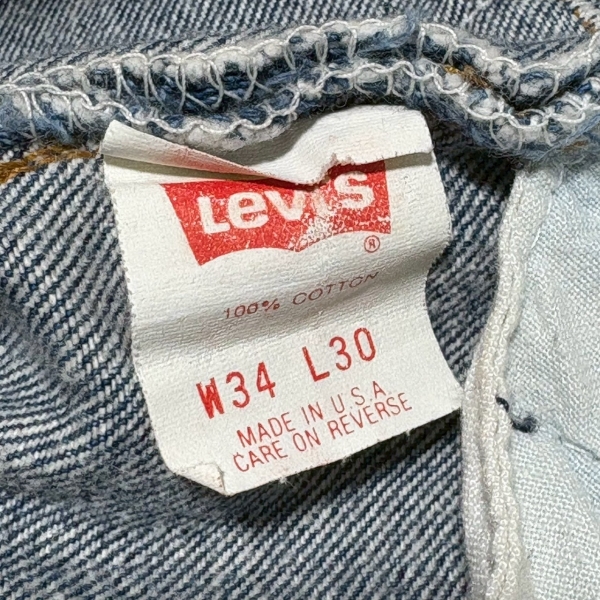 Levi's
®
100% COTTON
W34 L30
MADE IN U.S.A.
CARE ON REVERSE